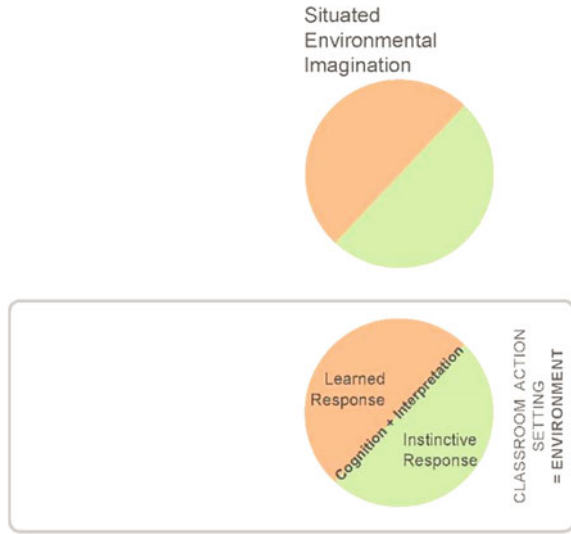 Situated
Environmental
Imagination
Learned
Response
Cognition + Interpretation
Instinctive
Response
CLASSROOM ACTION
SETTING
= ENVIRONMENT